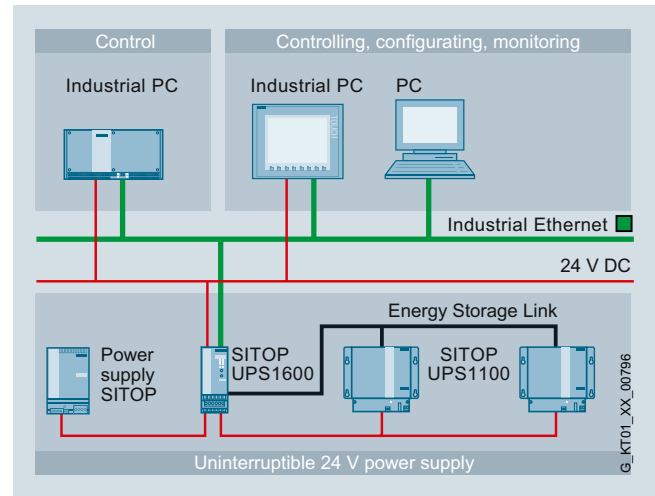 Control
Controlling, configurating, monitoring
Industrial PC
Industrial PC
PC
TOUCH
Industrial Ethernet
24 V DC
Energy Storage Link
Power
supply
SITOP
SITOP
UPS1600
SITOP
UPS1100
G_KT01_XX_00796
Uninterruptible 24 V power supply